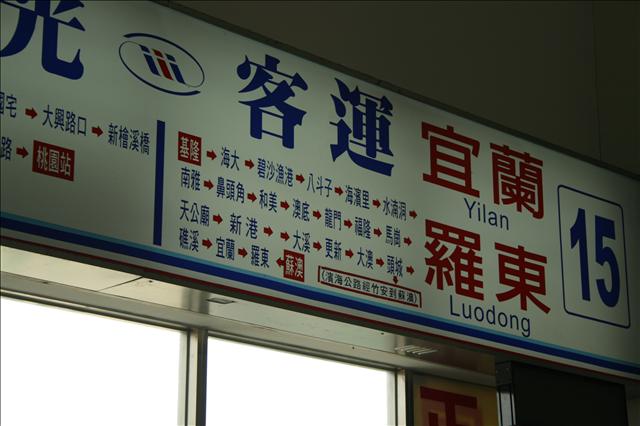 光 客運
宜蘭
Yilan
羅東
Luodong
15
國宅→大興路口→新檜溪橋
路→桃園站
基隆→海大→碧沙漁港→八斗子→海濱里→水湳洞→
南雅→鼻頭角→和美→澳底→龍門→福隆→馬崗→
天公廟→新港→→大溪→更新→大澳→頭城
礁溪→宜蘭→羅東←蘇澳
(濱海公路經竹安到蘇澳)